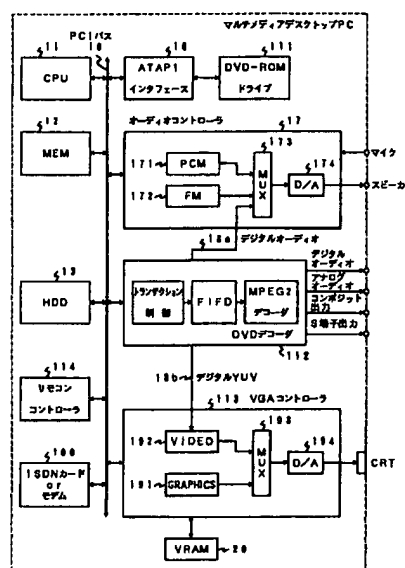 マルチメディアデスクトップPC
PCIバス
11
10
16
111
CPU
ATAPI
インタフェース
DVD-ROM
ドライブ
オーディオコントローラ
17
12
MEM
173
174
171
PCM
172
FM
MUX
D/A
マイク
スピーカ
18a
デジタルオーディオ
13
HDD
トランザクション
制御
FIFO
MPEG2
デコーダ
DVDデコーダ
112
デジタル
オーディオ
アナログ
オーディオ
コンポジット
出力
S端子出力
114
リモコン
コントローラ
18b
デジタルYUV
113
VGAコントローラ
192
VIDEO
193
194
191
GRAPHICS
MUX
D/A
CRT
100
ISDNカード
or
モデム
VRAM
20